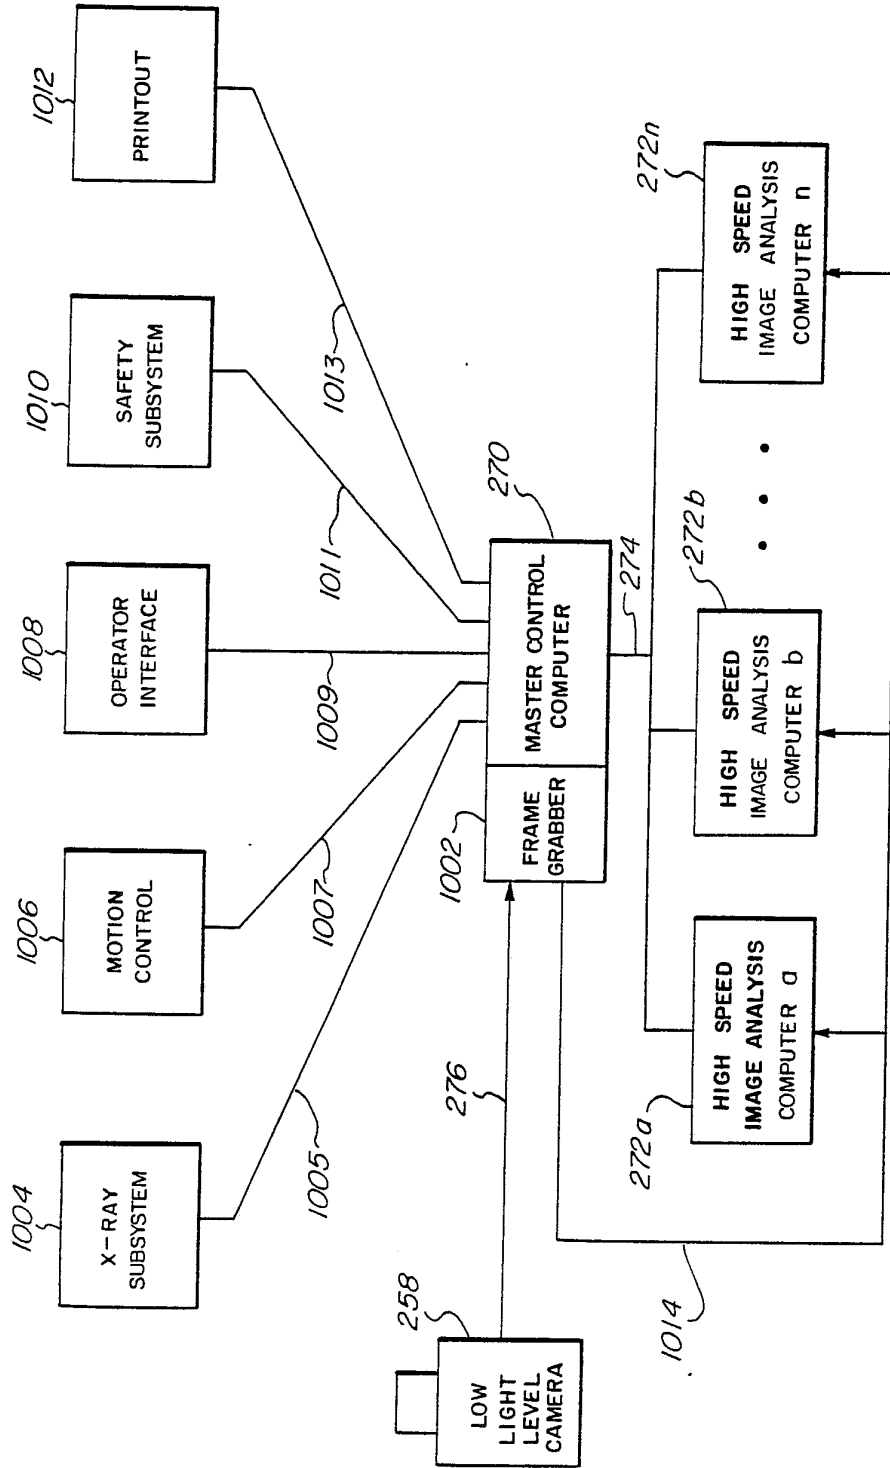 1004
X-RAY
SUBSYSTEM
1005
1006
MOTION
CONTROL
1007
1008
OPERATOR
INTERFACE
1009
1010
SAFETY
SUBSYSTEM
1011
1012
PRINTOUT
1013
258
LOW
LIGHT
LEVEL
CAMERA
276
1002
FRAME
GRABBER
MASTER CONTROL
COMPUTER
270
274
1014
272a
HIGH SPEED
IMAGE ANALYSIS
COMPUTER a
272b
HIGH SPEED
IMAGE ANALYSIS
COMPUTER b
272n
HIGH SPEED
IMAGE ANALYSIS
COMPUTER n